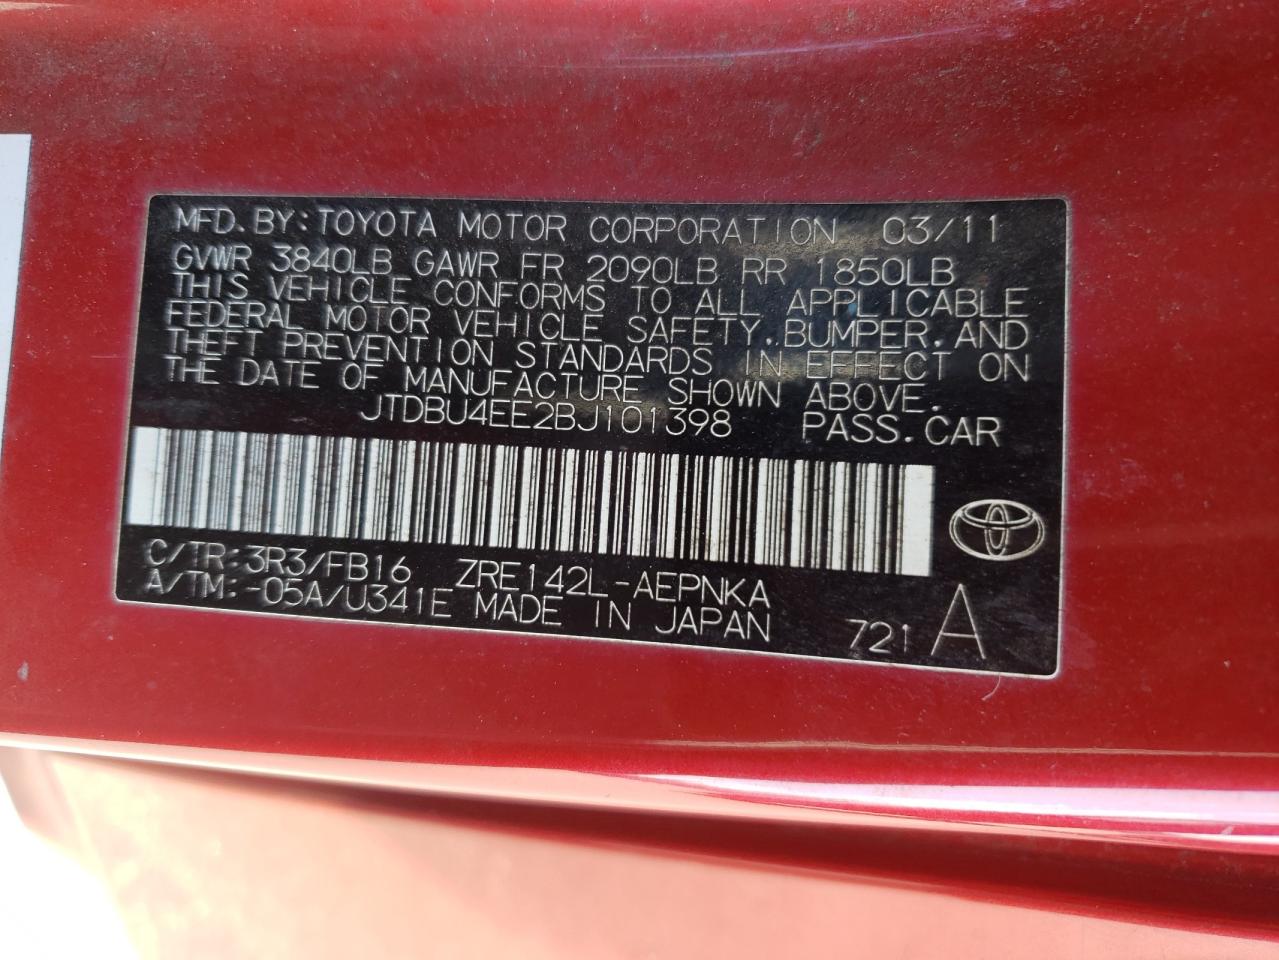 MFD.BY:TOYOTA MOTOR CORPORATION 03/11
GVWR 3840LB GAWR FR 2090LB RR 1850LB
THIS VEHICLE CONFORMS TO ALL APPLICABLE
FEDERAL MOTOR VEHICLE SAFETY,BUMPER,AND
THEFT PREVENTION STANDARDS IN EFFECT ON
THE DATE OF MANUFACTURE SHOWN ABOVE.
JTDBU4EE2BJ101398 PASS.CAR
C/TR:3R3/FB16 ZRE142L-AEPNKA
A/TM:-05A/U341E MADE IN JAPAN 721 A